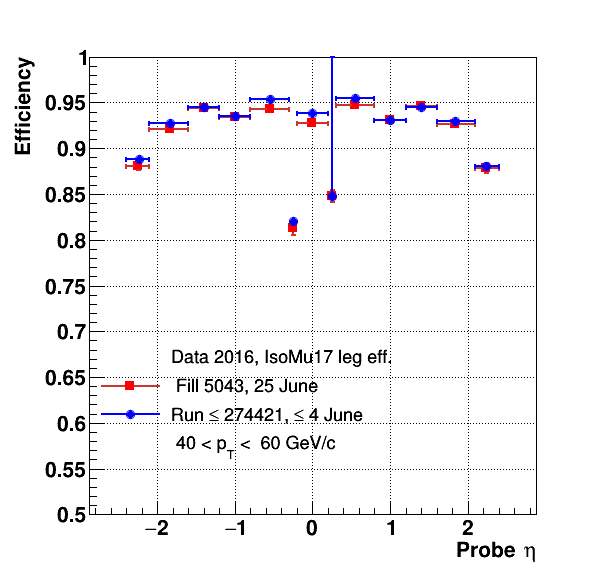 Efficiency
1
0.95
0.9
0.85
0.8
0.75
0.7
0.65
0.6
0.55
0.5
Data 2016, IsoMu17 leg eff.
Fill 5043, 25 June
Run ≤ 274421, ≤ 4 June
40 < p_T < 60 GeV/c
−2 −1 0 1 2
Probe η